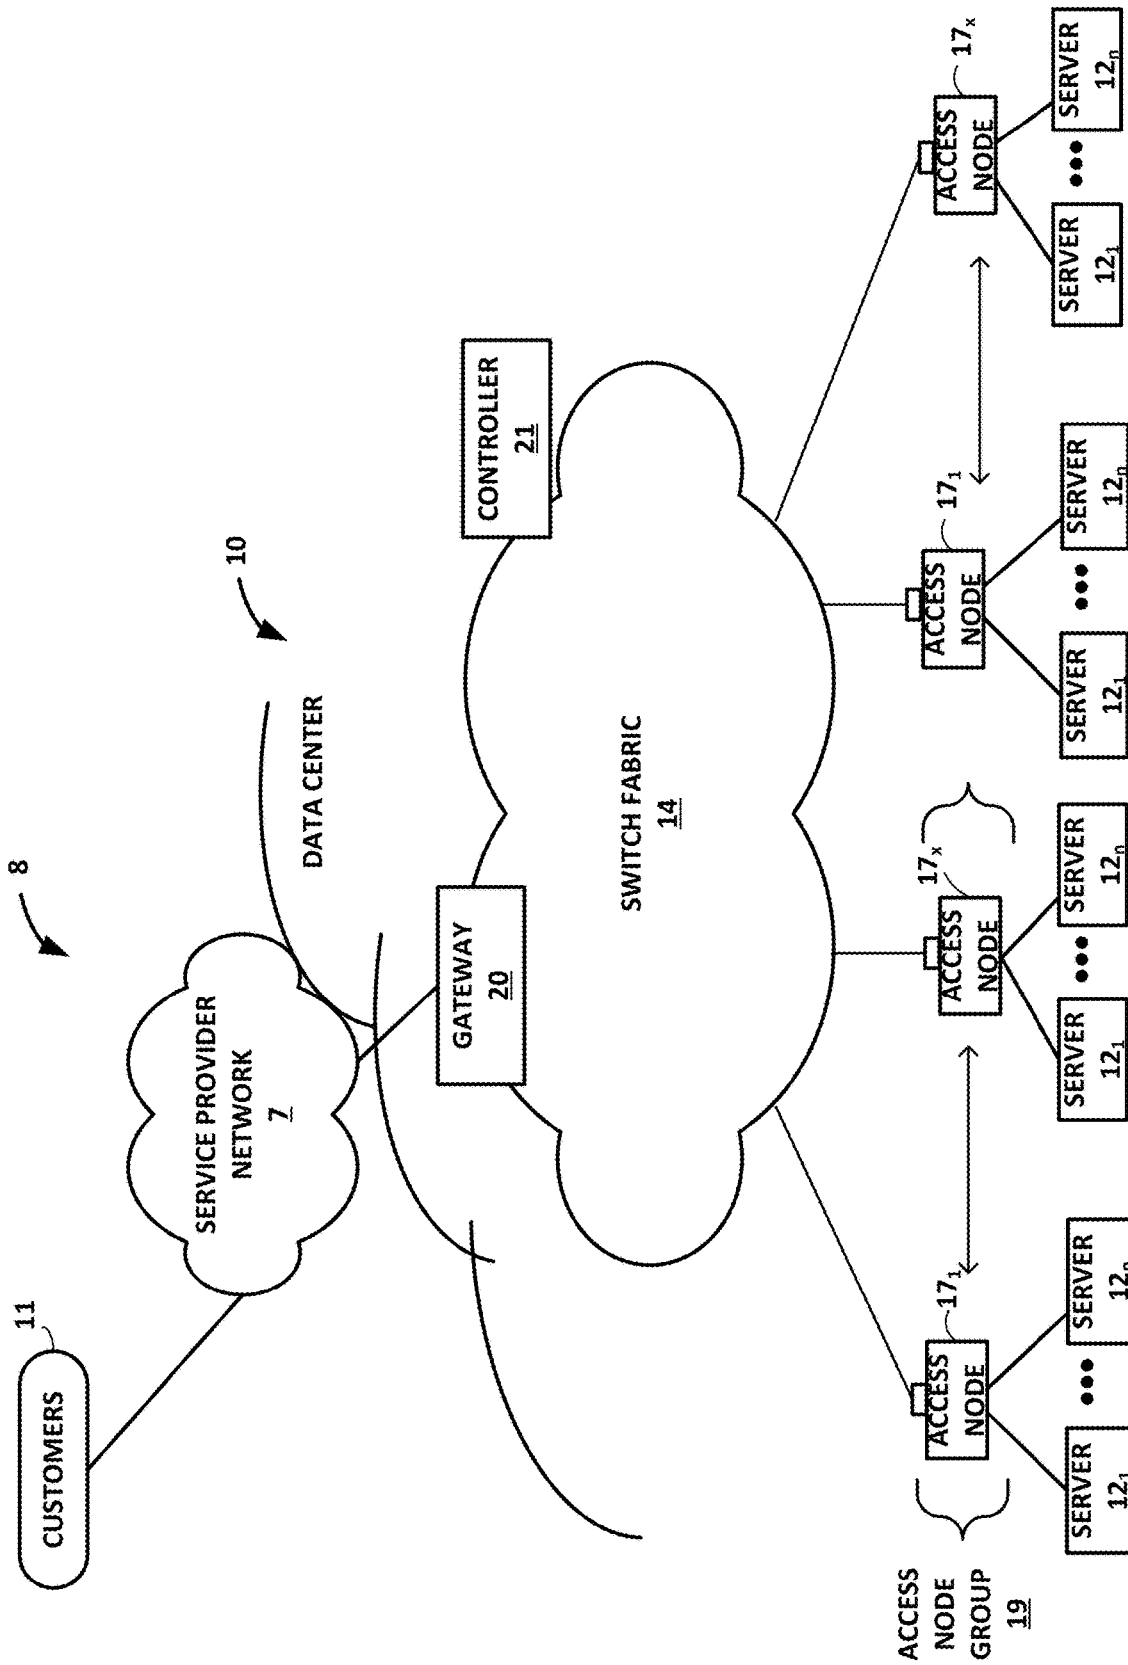 8
CUSTOMERS
11
SERVICE PROVIDER
NETWORK
7
10
DATA CENTER
GATEWAY
20
CONTROLLER
21
SWITCH FABRIC
14
ACCESS
NODE
GROUP
19
ACCESS
NODE
17₁
ACCESS
NODE
17ₓ
ACCESS
NODE
17₁
ACCESS
NODE
17ₓ
SERVER
12₁
SERVER
12ₙ
SERVER
12₁
SERVER
12ₙ
SERVER
12₁
SERVER
12ₙ
SERVER
12₁
SERVER
12ₙ